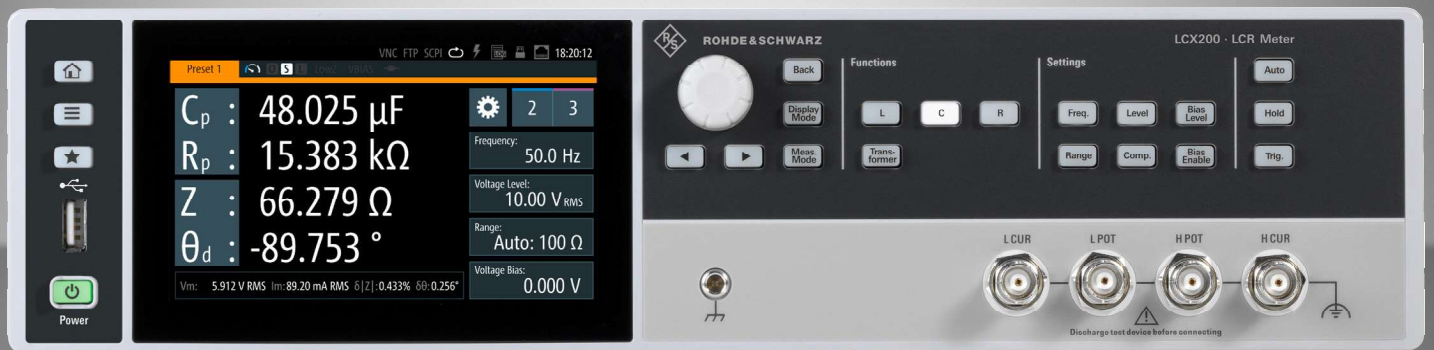 VNC FTP SCPI 18:20:12
Preset 1 S LowZ VBIAS
Cp : 48.025 µF
Rp : 15.383 kΩ
Z : 66.279 Ω
θd : -89.753 °
Vm: 5.912 V RMS Im: 89.20 mA RMS δ|Z|: 0.433% δθ: 0.256°
2 3
Frequency:
50.0 Hz
Voltage Level:
10.00 V RMS
Range:
Auto: 100 Ω
Voltage Bias:
0.000 V
Power
R&S
ROHDE&SCHWARZ
LCX200 · LCR Meter
Back
Display
Mode
Meas.
Mode
Functions
L C R
Trans-
former
Settings
Freq. Level Bias
Level
Range Comp. Bias
Enable
Auto
Hold
Trig.
L CUR L POT H POT H CUR
Discharge test device before connecting